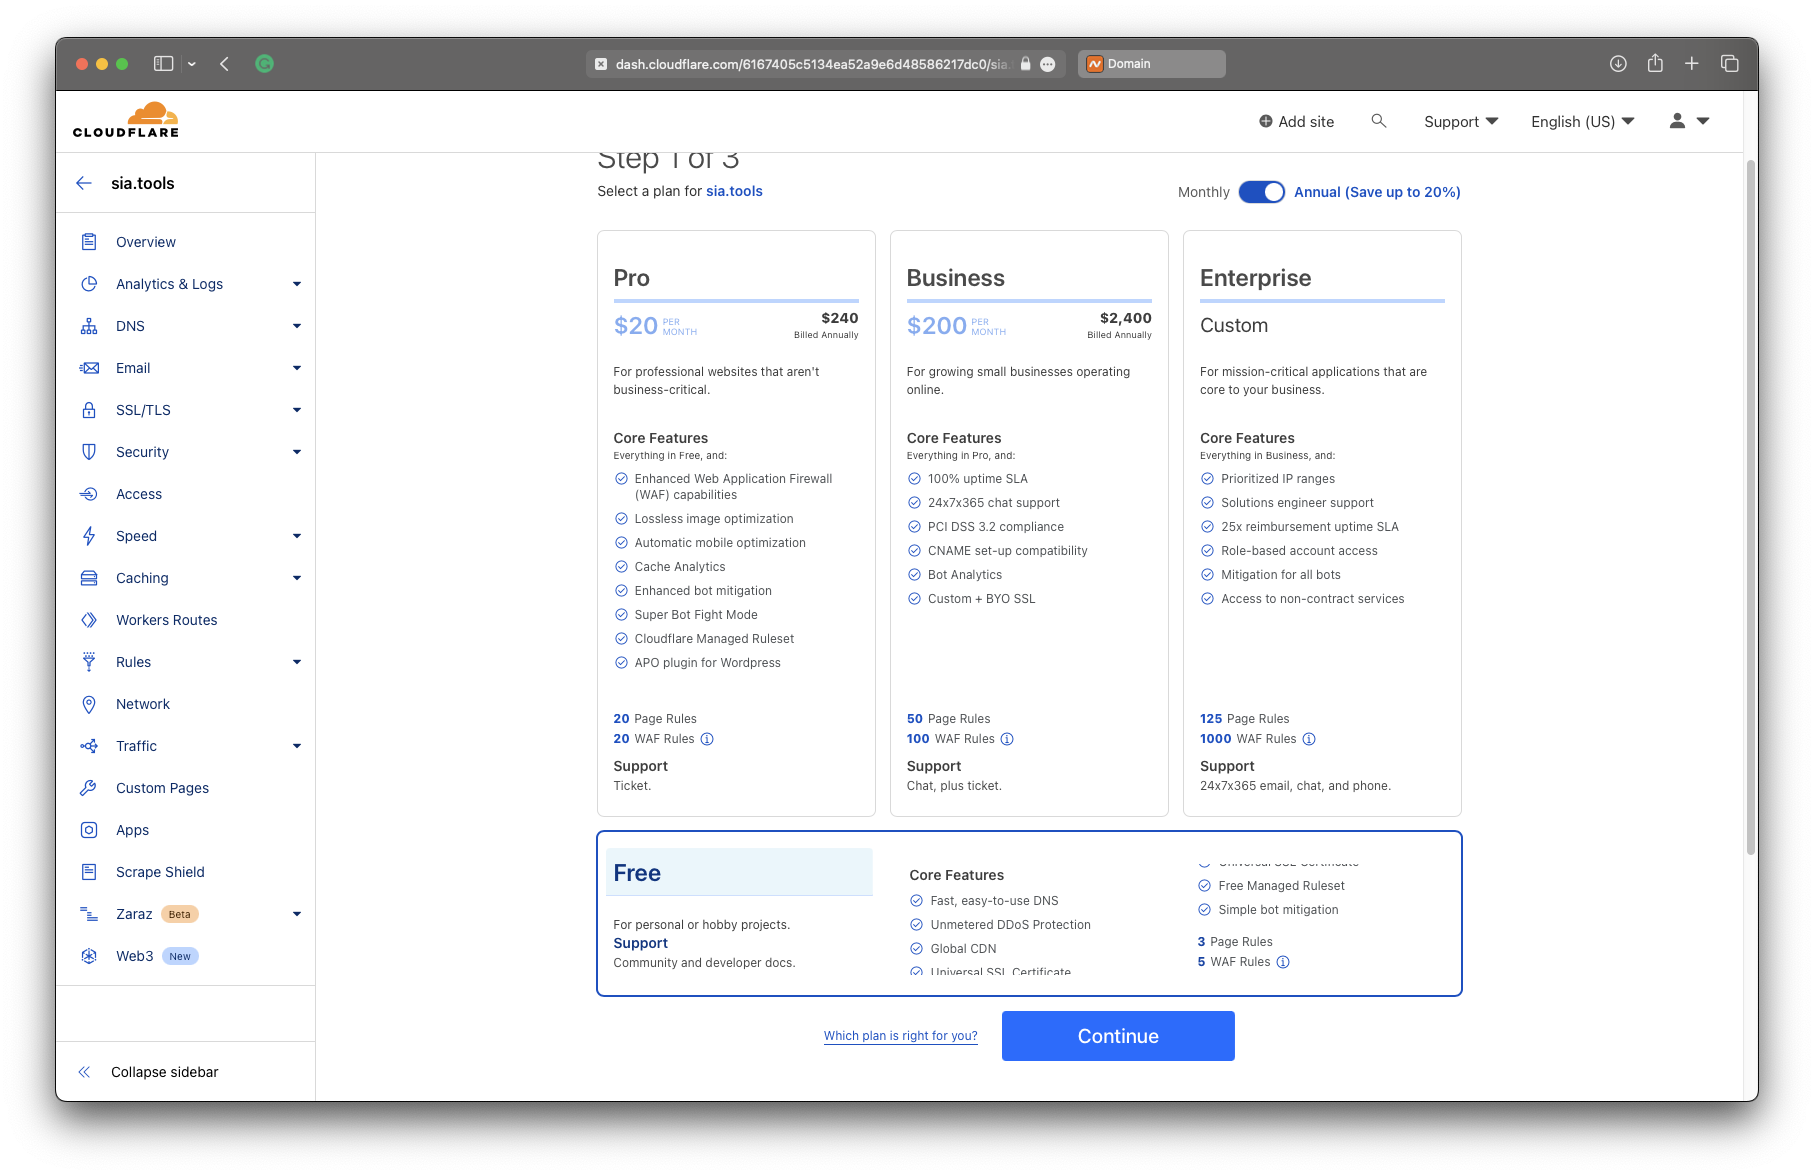 dash.cloudflare.com/6167405c5134ea52a9e6d48586217dc0/sia.
Domain
CLOUDFLARE
Add site
Support
English (US)
sia.tools
Overview
Analytics & Logs
DNS
Email
SSL/TLS
Security
Access
Speed
Caching
Workers Routes
Rules
Network
Traffic
Custom Pages
Apps
Scrape Shield
Zaraz Beta
Web3 New
Collapse sidebar
Step 1 of 3
Select a plan for sia.tools
Monthly
Annual (Save up to 20%)
Pro
$20 PER MONTH
$240
Billed Annually
For professional websites that aren't
business-critical.
Core Features
Everything in Free, and:
Enhanced Web Application Firewall
(WAF) capabilities
Lossless image optimization
Automatic mobile optimization
Cache Analytics
Enhanced bot mitigation
Super Bot Fight Mode
Cloudflare Managed Ruleset
APO plugin for Wordpress
20 Page Rules
20 WAF Rules
Support
Ticket.
Business
$200 PER MONTH
$2,400
Billed Annually
For growing small businesses operating
online.
Core Features
Everything in Pro, and:
100% uptime SLA
24x7x365 chat support
PCI DSS 3.2 compliance
CNAME set-up compatibility
Bot Analytics
Custom + BYO SSL
50 Page Rules
100 WAF Rules
Support
Chat, plus ticket.
Enterprise
Custom
For mission-critical applications that are
core to your business.
Core Features
Everything in Business, and:
Prioritized IP ranges
Solutions engineer support
25x reimbursement uptime SLA
Role-based account access
Mitigation for all bots
Access to non-contract services
125 Page Rules
1000 WAF Rules
Support
24x7x365 email, chat, and phone.
Free
For personal or hobby projects.
Support
Community and developer docs.
Core Features
Fast, easy-to-use DNS
Unmetered DDoS Protection
Global CDN
Universal SSL Certificate
Universal SSL Certificate
Free Managed Ruleset
Simple bot mitigation
3 Page Rules
5 WAF Rules
Which plan is right for you?
Continue